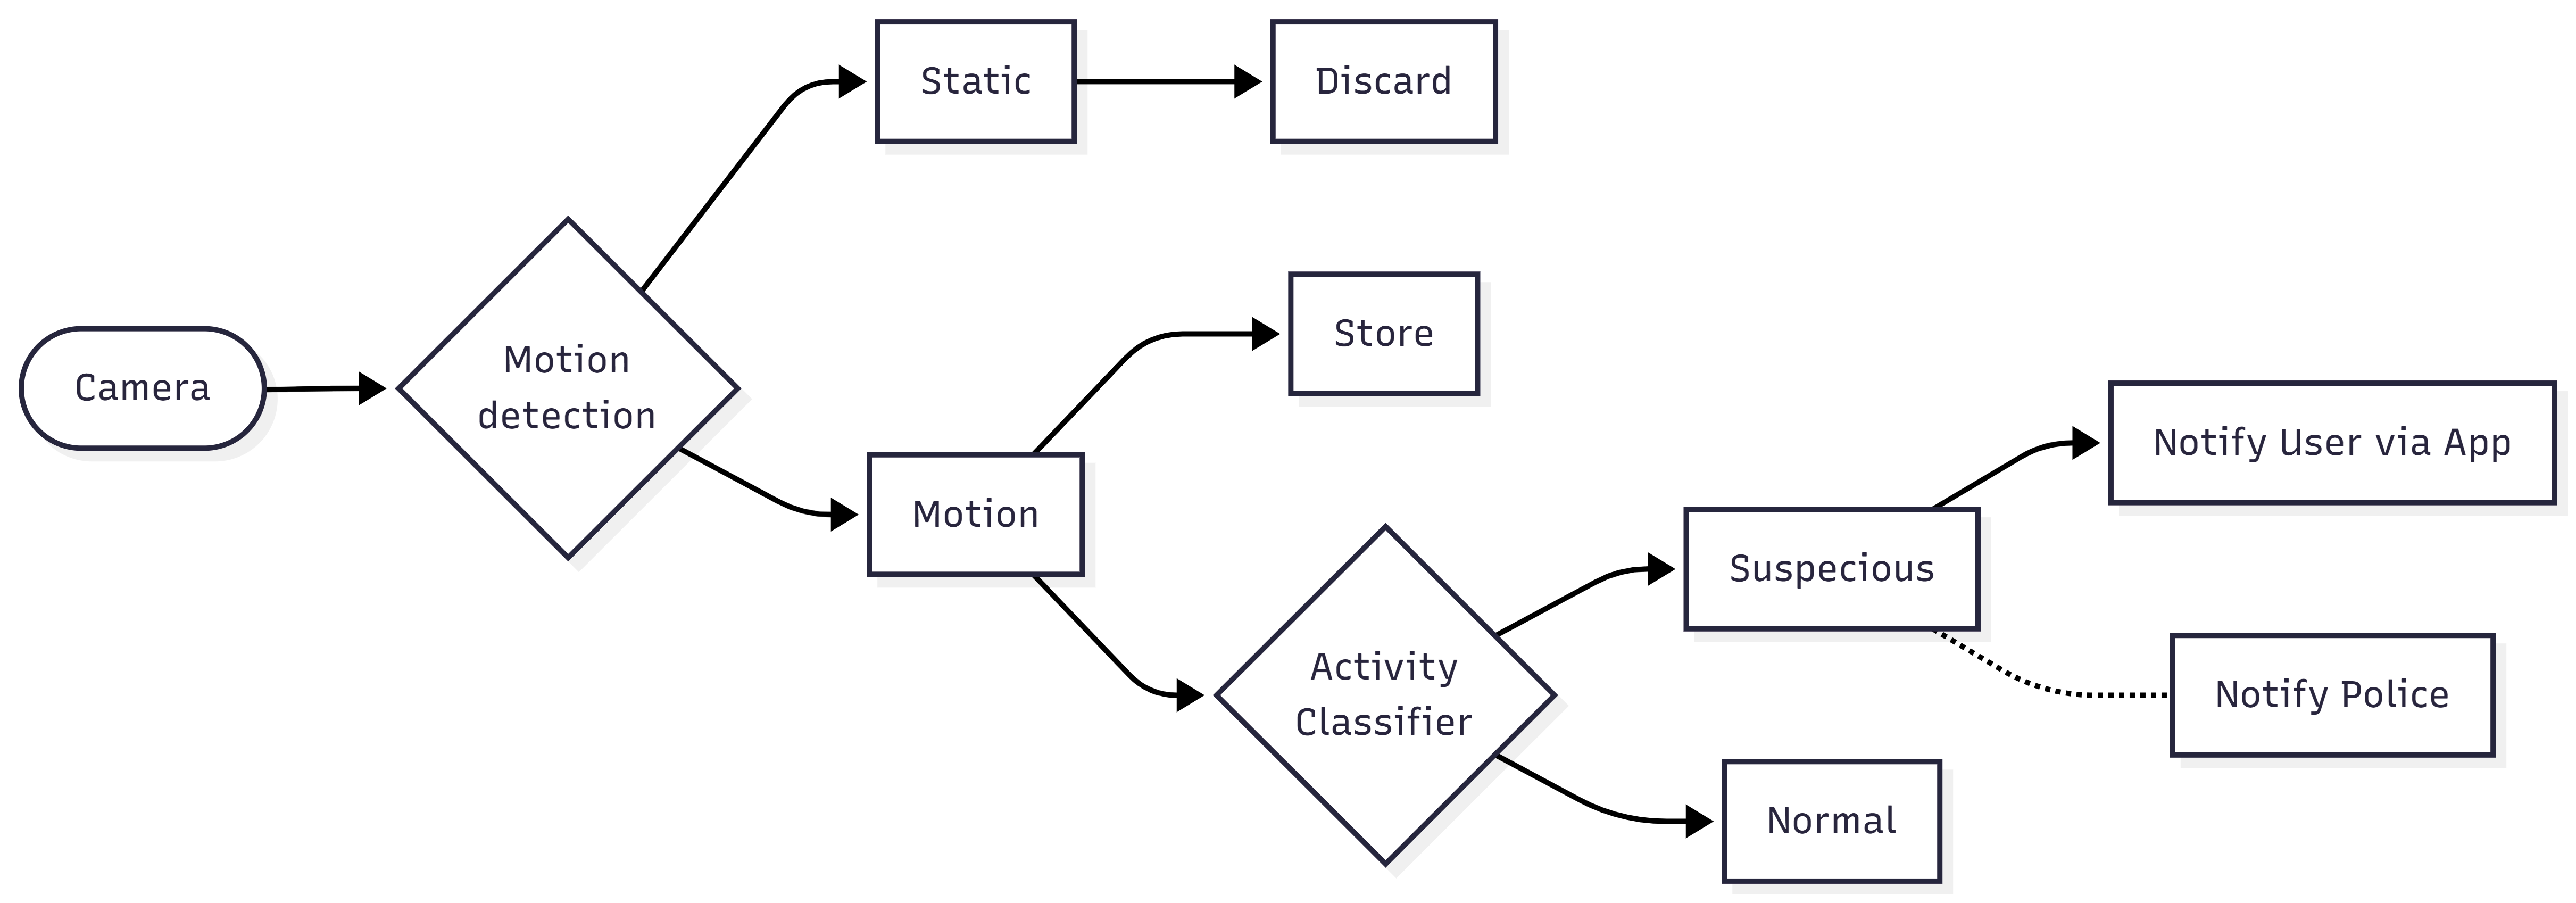 Static
Discard
Store
Camera
Motion
detection
Motion
Notify User via App
Suspecious
Activity
Classifier
Notify Police
Normal